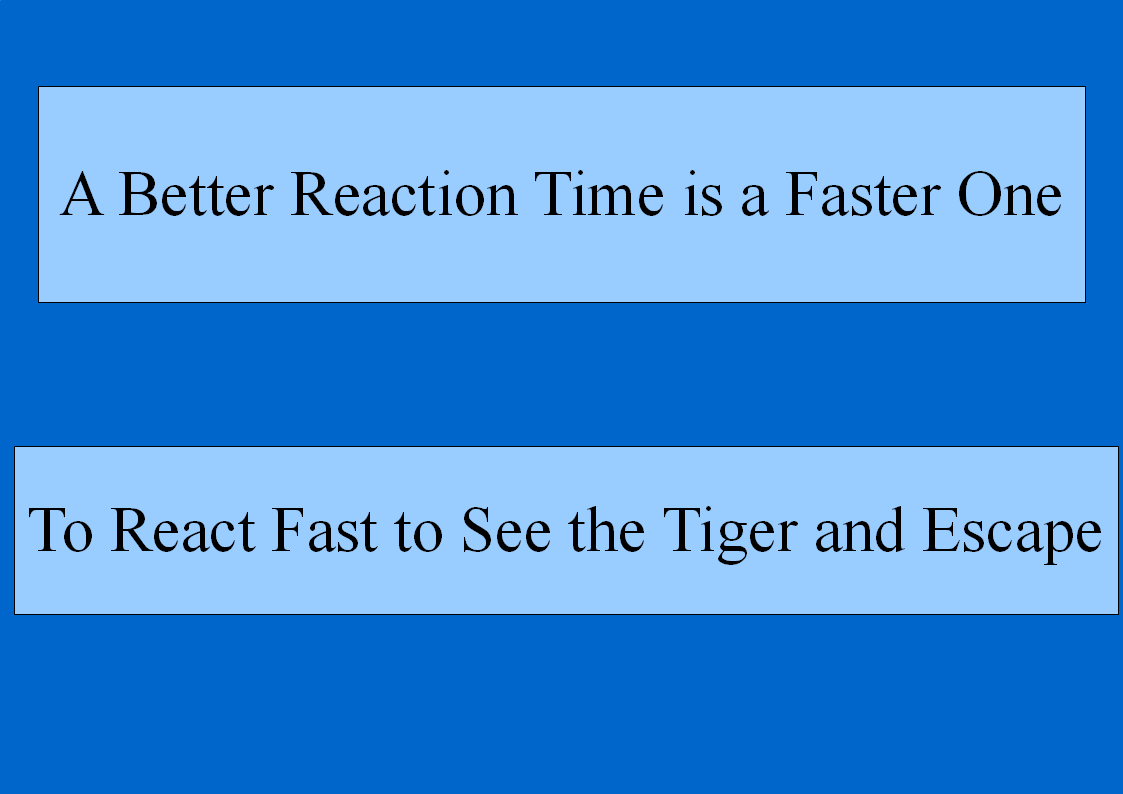 A Better Reaction Time is a Faster One
To React Fast to See the Tiger and Escape